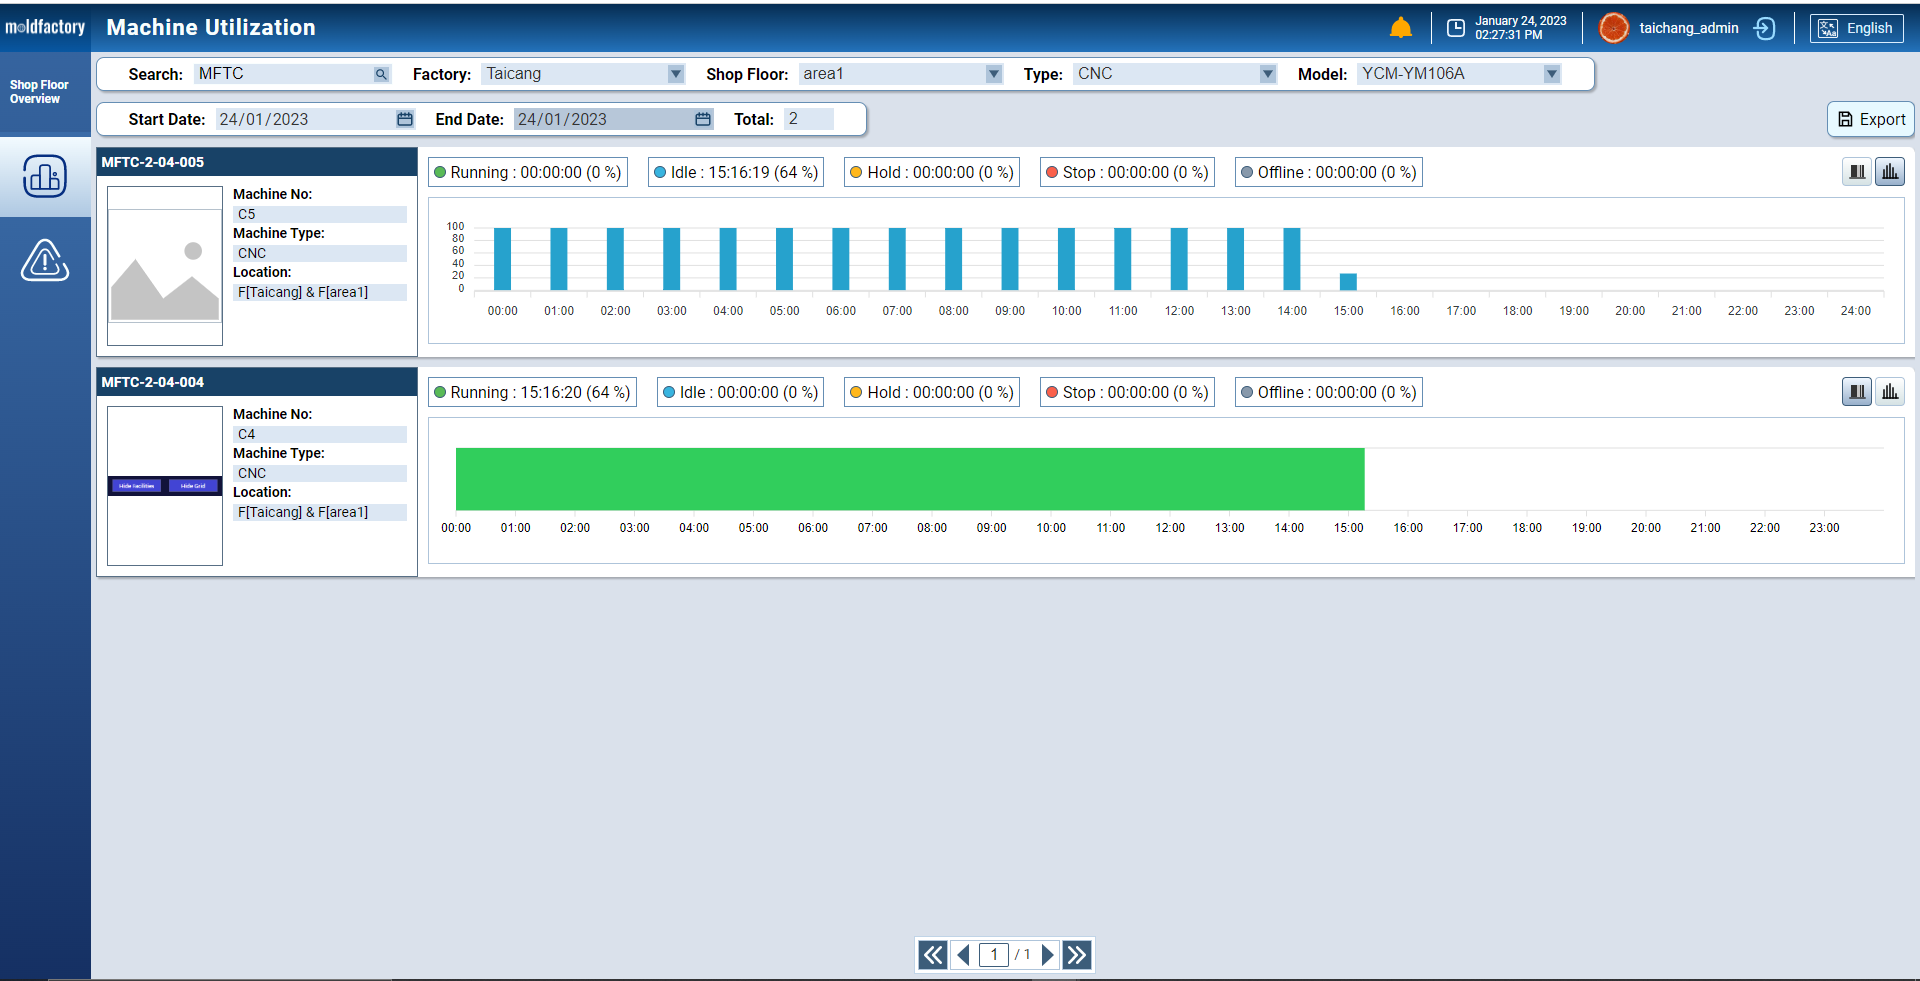 moldfactory
Machine Utilization
January 24, 2023
02:27:31 PM
taichang_admin
English
Shop Floor
Overview
Search: MFTC Factory: Taicang Shop Floor: area1 Type: CNC Model: YCM-YM106A
Start Date: 24/01/2023 End Date: 24/01/2023 Total: 2
Export
MFTC-2-04-005
Machine No:
C5
Machine Type:
CNC
Location:
F[Taicang] & F[area1]
Running : 00:00:00 (0 %) Idle : 15:16:19 (64 %) Hold : 00:00:00 (0 %) Stop : 00:00:00 (0 %) Offline : 00:00:00 (0 %)
100
80
60
40
20
0
00:00 01:00 02:00 03:00 04:00 05:00 06:00 07:00 08:00 09:00 10:00 11:00 12:00 13:00 14:00 15:00 16:00 17:00 18:00 19:00 20:00 21:00 22:00 23:00 24:00
MFTC-2-04-004
Hide Facilities Hide Grid
Machine No:
C4
Machine Type:
CNC
Location:
F[Taicang] & F[area1]
Running : 15:16:20 (64 %) Idle : 00:00:00 (0 %) Hold : 00:00:00 (0 %) Stop : 00:00:00 (0 %) Offline : 00:00:00 (0 %)
00:00 01:00 02:00 03:00 04:00 05:00 06:00 07:00 08:00 09:00 10:00 11:00 12:00 13:00 14:00 15:00 16:00 17:00 18:00 19:00 20:00 21:00 22:00 23:00
1 / 1